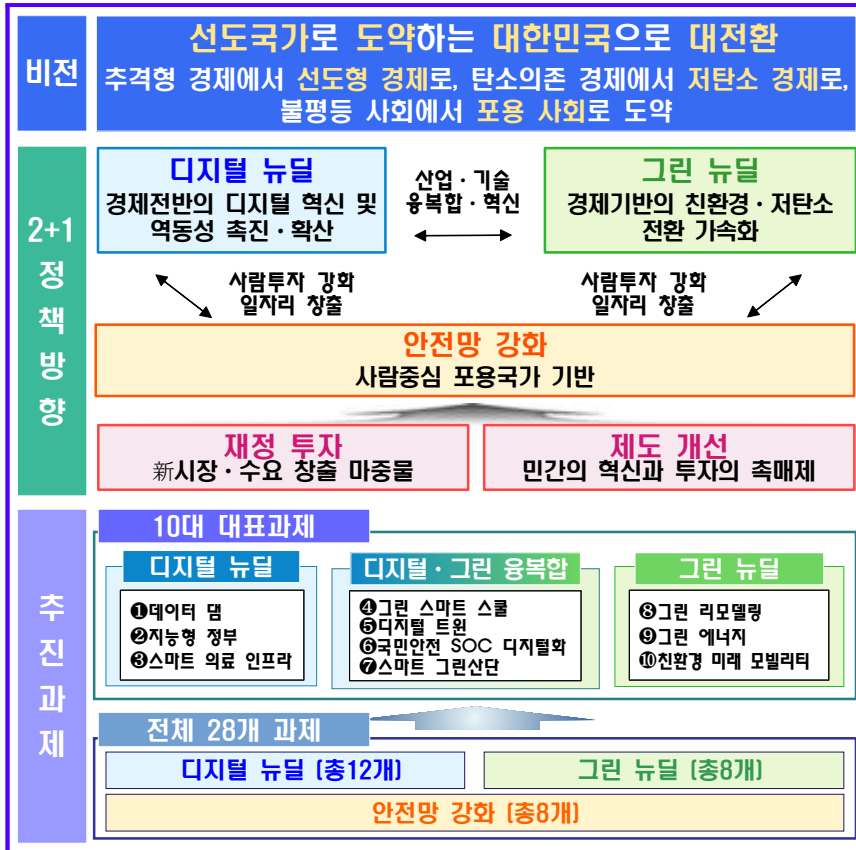 비전
선도국가로 도약하는 대한민국으로 대전환
추격형 경제에서 선도형 경제로, 탄소의존 경제에서 저탄소 경제로,
불평등 사회에서 포용 사회로 도약
2+1
정
책
방
향
디지털 뉴딜
경제전반의 디지털 혁신 및
역동성 촉진·확산
산업·기술
융복합·혁신
그린 뉴딜
경제기반의 친환경·저탄소
전환 가속화
사람투자 강화
일자리 창출
사람투자 강화
일자리 창출
안전망 강화
사람중심 포용국가 기반
재정 투자
新시장·수요 창출 마중물
제도 개선
민간의 혁신과 투자의 촉매제
추
진
과
제
10대 대표과제
디지털 뉴딜
❶데이터 댐
❷지능형 정부
❸스마트 의료 인프라
디지털·그린 융복합
❹그린 스마트 스쿨
❺디지털 트윈
❻국민안전 SOC 디지털화
❼스마트 그린산단
그린 뉴딜
❽그린 리모델링
❾그린 에너지
❿친환경 미래 모빌리티
전체 28개 과제
디지털 뉴딜 (총12개)
그린 뉴딜 (총8개)
안전망 강화 (총8개)